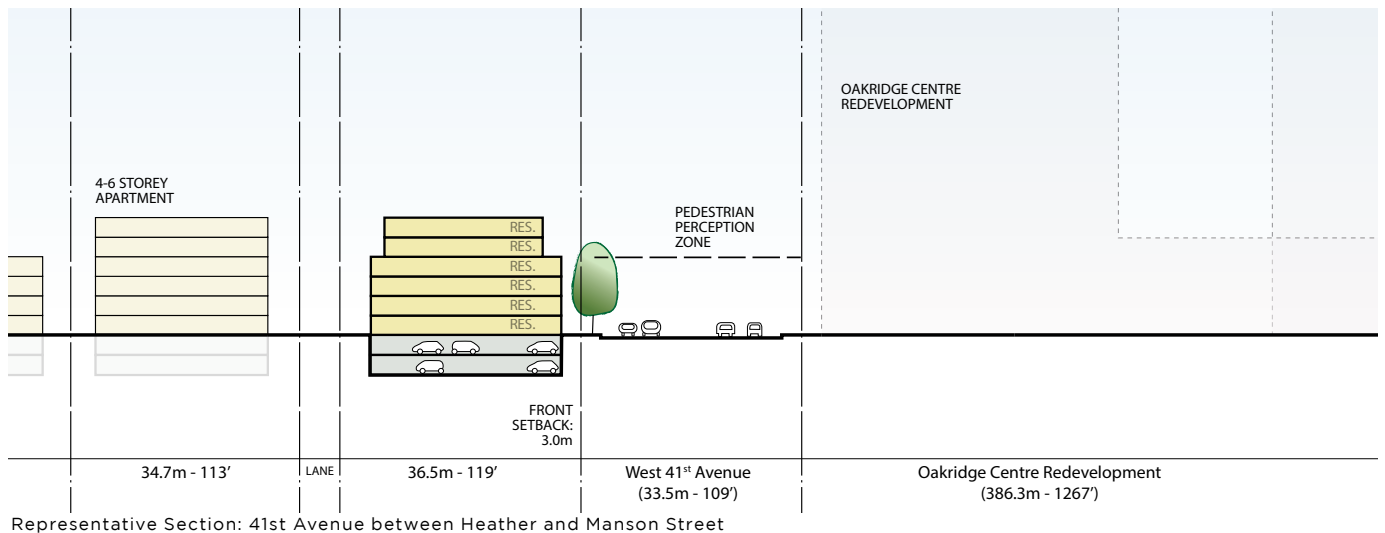 OAKRIDGE CENTRE
REDEVELOPMENT
4-6 STOREY
APARTMENT
PEDESTRIAN
PERCEPTION
ZONE
RES.
RES.
RES.
RES.
RES.
RES.
FRONT
SETBACK:
3.0m
34.7m - 113'
LANE
36.5m - 119'
West 41st Avenue
(33.5m - 109')
Oakridge Centre Redevelopment
(386.3m - 1267')
Representative Section: 41st Avenue between Heather and Manson Street